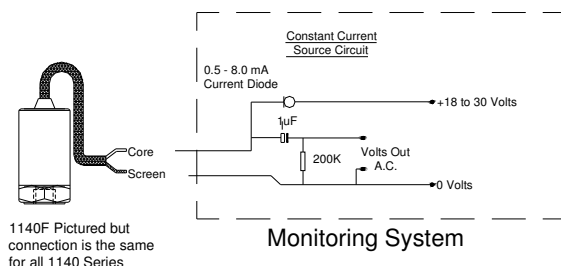 Constant Current
Source Circuit
0.5 - 8.0 mA
Current Diode
+18 to 30 Volts
1uF
Core
200K
Volts Out
A.C.
Screen
0 Volts
1140F Pictured but
connection is the same
for all 1140 Series
Monitoring System